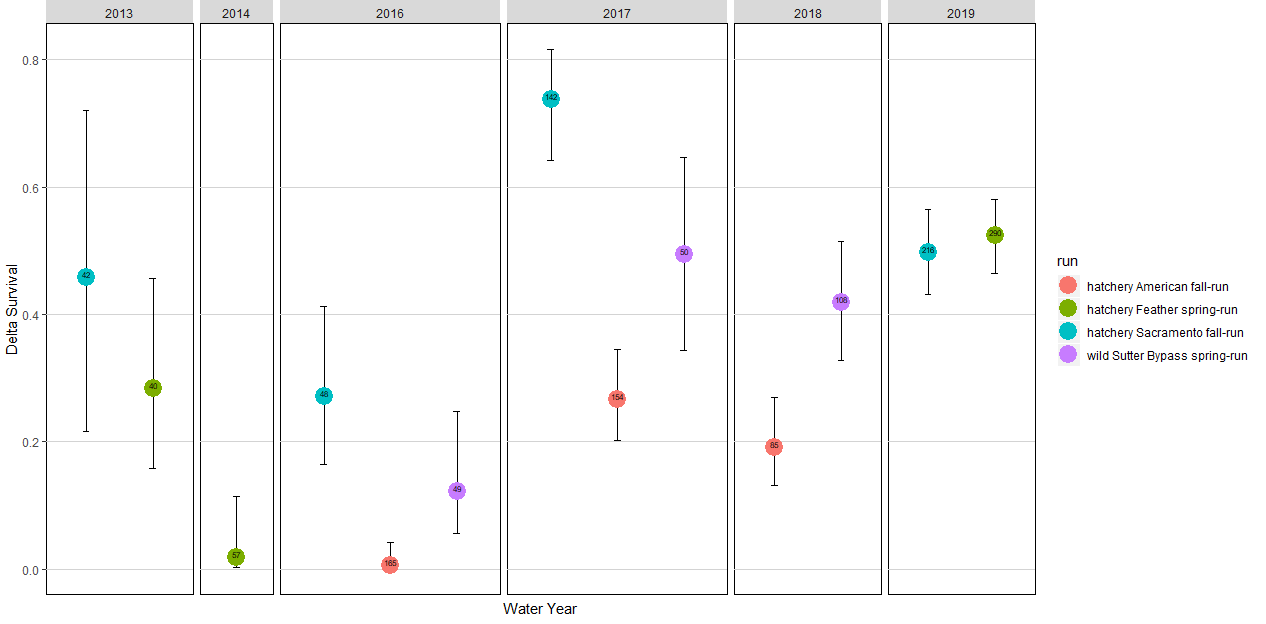 2013 2014 2016 2017 2018 2019
0.8
0.6
0.4
0.2
0.0
Delta Survival
42
40
57
48
165
49
142
154
50
85
108
216
290
Water Year
run
hatchery American fall-run
hatchery Feather spring-run
hatchery Sacramento fall-run
wild Sutter Bypass spring-run